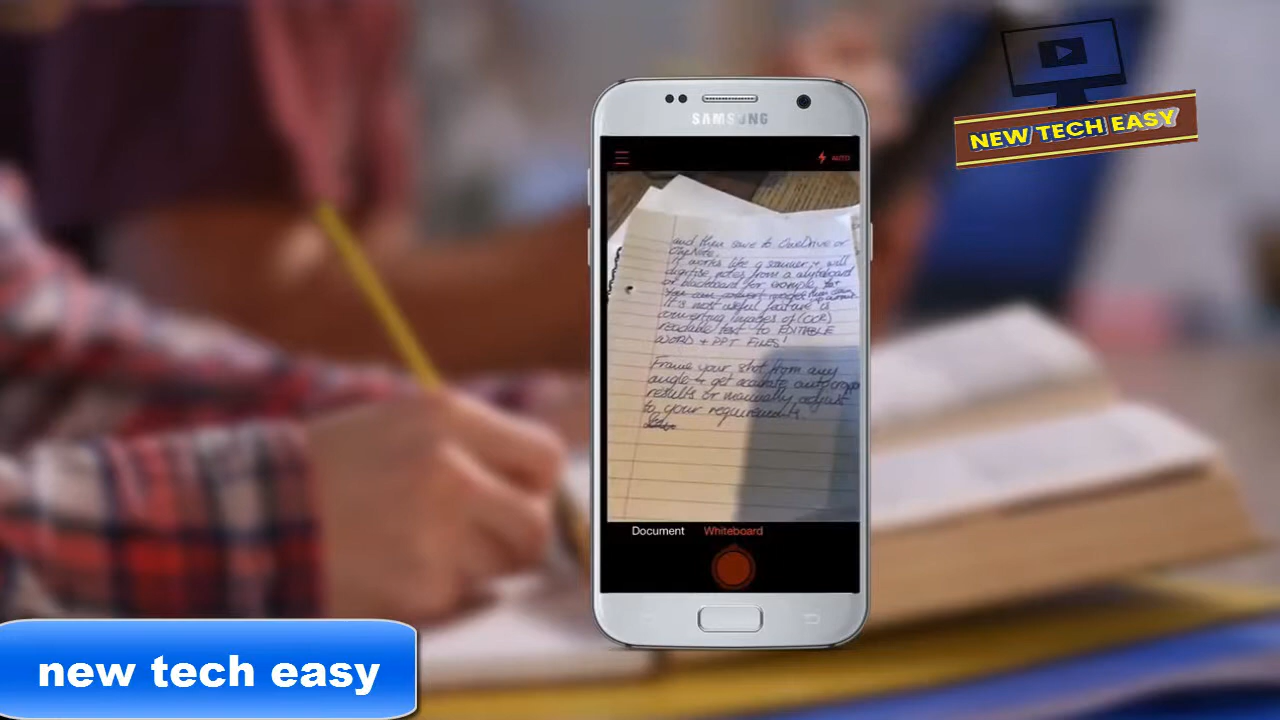 NEW TECH EASY
SAMSUNG
AUTO
and then save to OneDrive or
OneNote.
It works like a scanner & will
digitise notes from a whiteboard
or blackboard for example,
It's most useful feature is
converting images of (OCR)
readable text to EDITABLE
WORD + PPT FILES!
Frame your shot from any
angle & get accurate auto crop
results or manually adjust
to your requirements.
Document Whiteboard
new tech easy